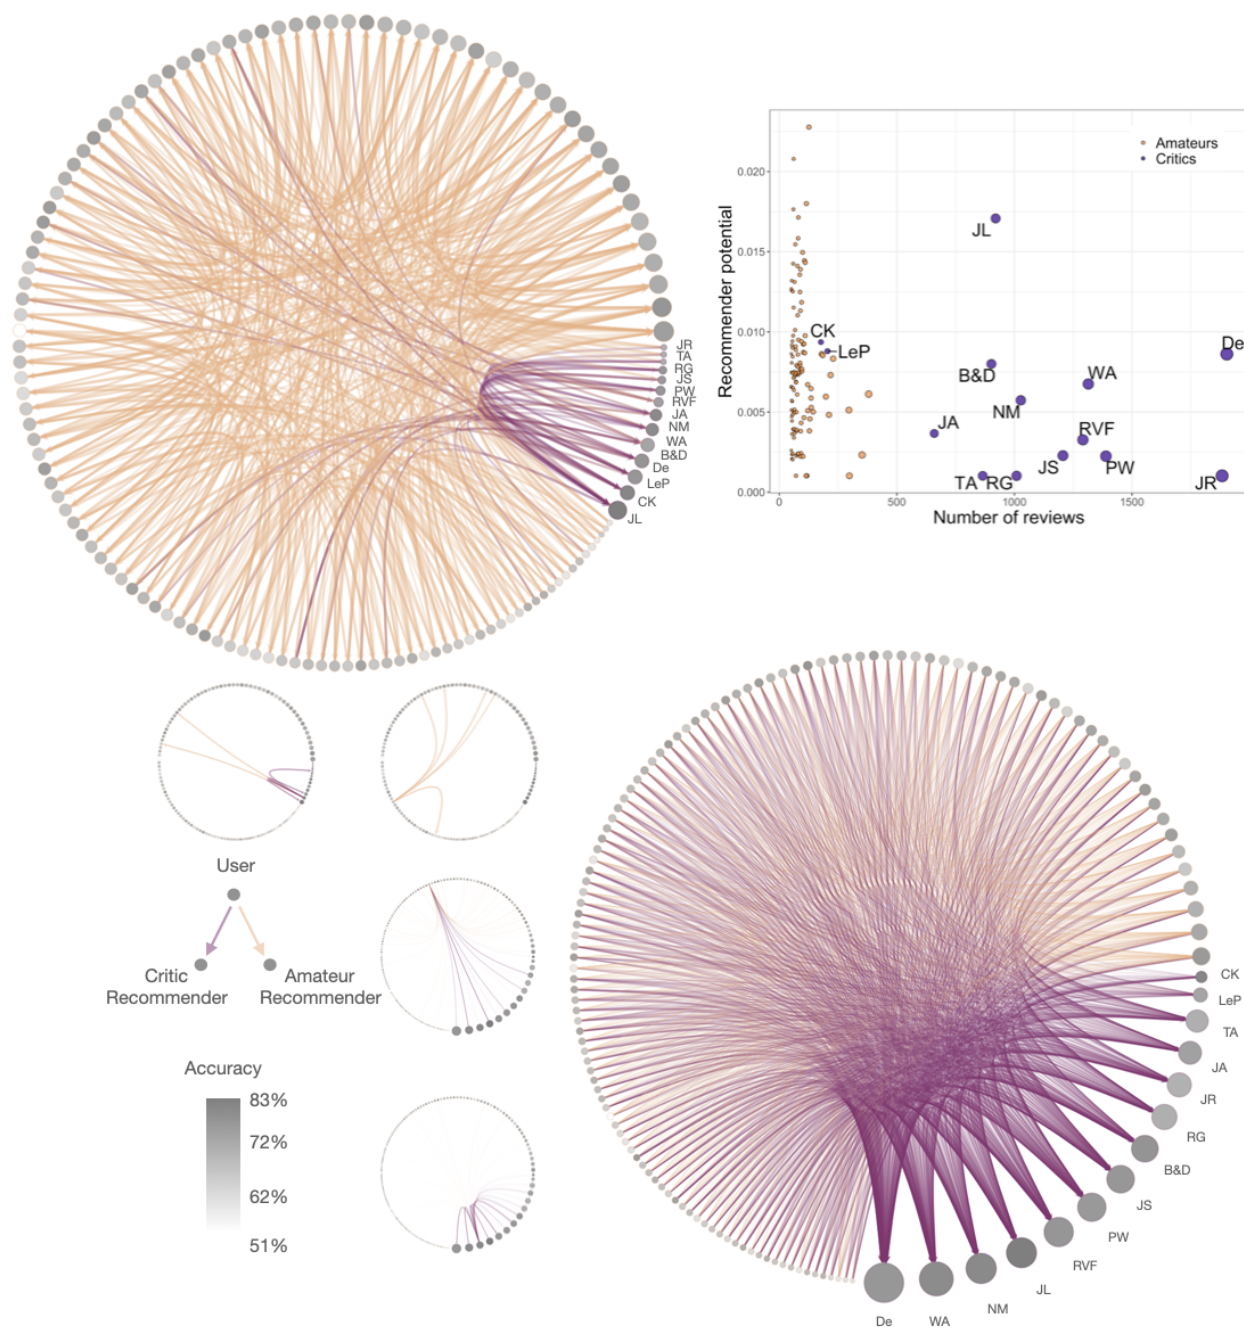 JR
TA
RG
JS
PW
RVF
JA
NM
WA
B&D
De
LeP
CK
JL
Recommender potential
0.020
0.015
0.010
0.005
0.000
Amateurs
Critics
JL
CK
LeP
De
B&D
WA
NM
JA
RVF
JS
PW
TA RG
JR
0
500
1000
1500
Number of reviews
User
Critic
Recommender
Amateur
Recommender
Accuracy
83%
72%
62%
51%
CK
LeP
TA
JA
JR
RG
B&D
JS
PW
RVF
JL
NM
WA
De